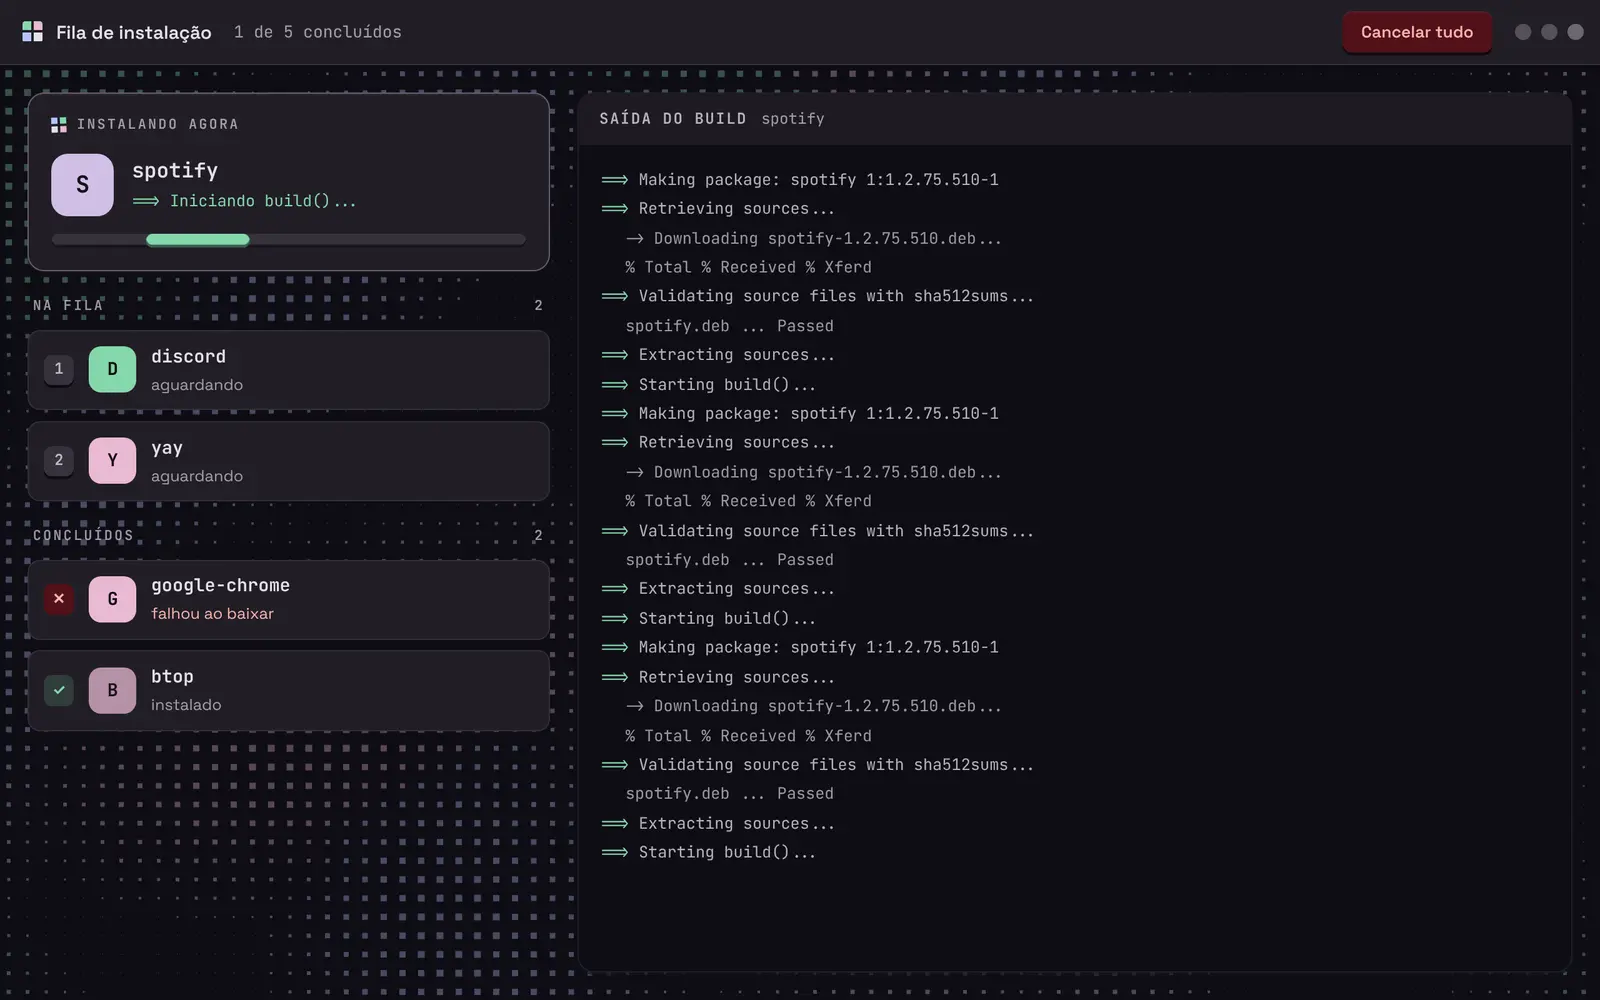 Fila de instalação 1 de 5 concluídos Cancelar tudo
INSTALANDO AGORA
S
spotify
⟹ Iniciando build()...
NA FILA 2
1
D
discord
aguardando
2
Y
yay
aguardando
CONCLUÍDOS 2
G
google-chrome
falhou ao baixar
B
btop
instalado
SAÍDA DO BUILD spotify
⟹ Making package: spotify 1:1.2.75.510-1
⟹ Retrieving sources...
→ Downloading spotify-1.2.75.510.deb...
% Total % Received % Xferd
⟹ Validating source files with sha512sums...
spotify.deb ... Passed
⟹ Extracting sources...
⟹ Starting build()...
⟹ Making package: spotify 1:1.2.75.510-1
⟹ Retrieving sources...
→ Downloading spotify-1.2.75.510.deb...
% Total % Received % Xferd
⟹ Validating source files with sha512sums...
spotify.deb ... Passed
⟹ Extracting sources...
⟹ Starting build()...
⟹ Making package: spotify 1:1.2.75.510-1
⟹ Retrieving sources...
→ Downloading spotify-1.2.75.510.deb...
% Total % Received % Xferd
⟹ Validating source files with sha512sums...
spotify.deb ... Passed
⟹ Extracting sources...
⟹ Starting build()...